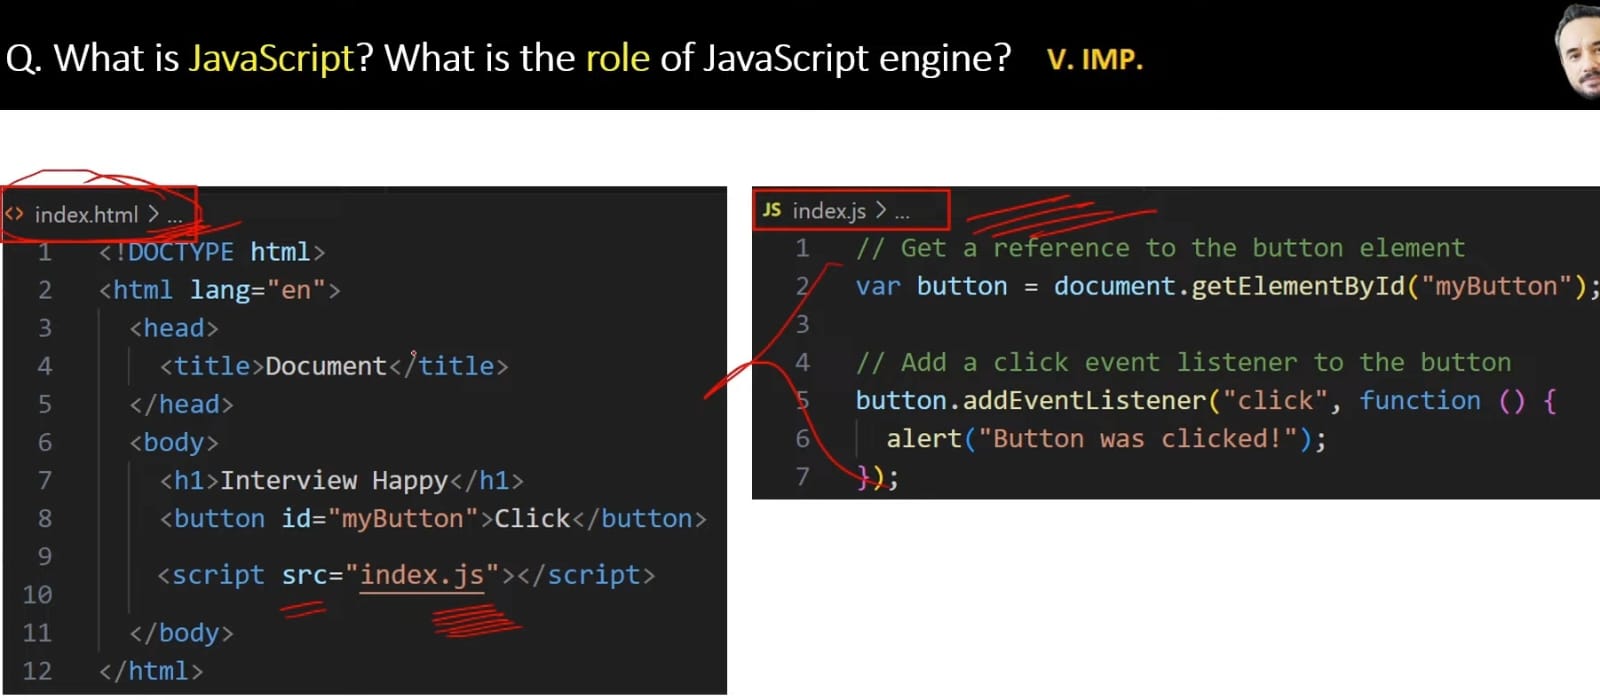 Q. What is JavaScript? What is the role of JavaScript engine? V. IMP.
<> index.html > ...
1 <!DOCTYPE html>
2 <html lang="en">
3 <head>
4 <title>Document</title>
5 </head>
6 <body>
7 <h1>Interview Happy</h1>
8 <button id="myButton">Click</button>
9
<script src="index.js"></script>
10
11 </body>
12 </html>
JS index.js > ...
1 // Get a reference to the button element
2 var button = document.getElementById("myButton");
3
4 // Add a click event listener to the button
5 button.addEventListener("click", function () {
6 alert("Button was clicked!");
7 });